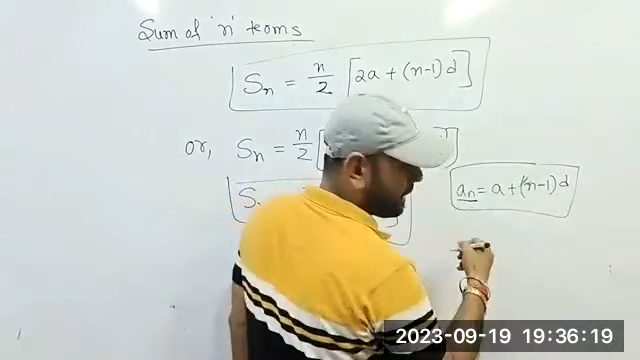 Sum of 'n' terms
Sn = n/2 [2a + (n-1) d]
or, Sn = n/2 [
an = a + (n-1) d
S
2023-09-19 19:36:19